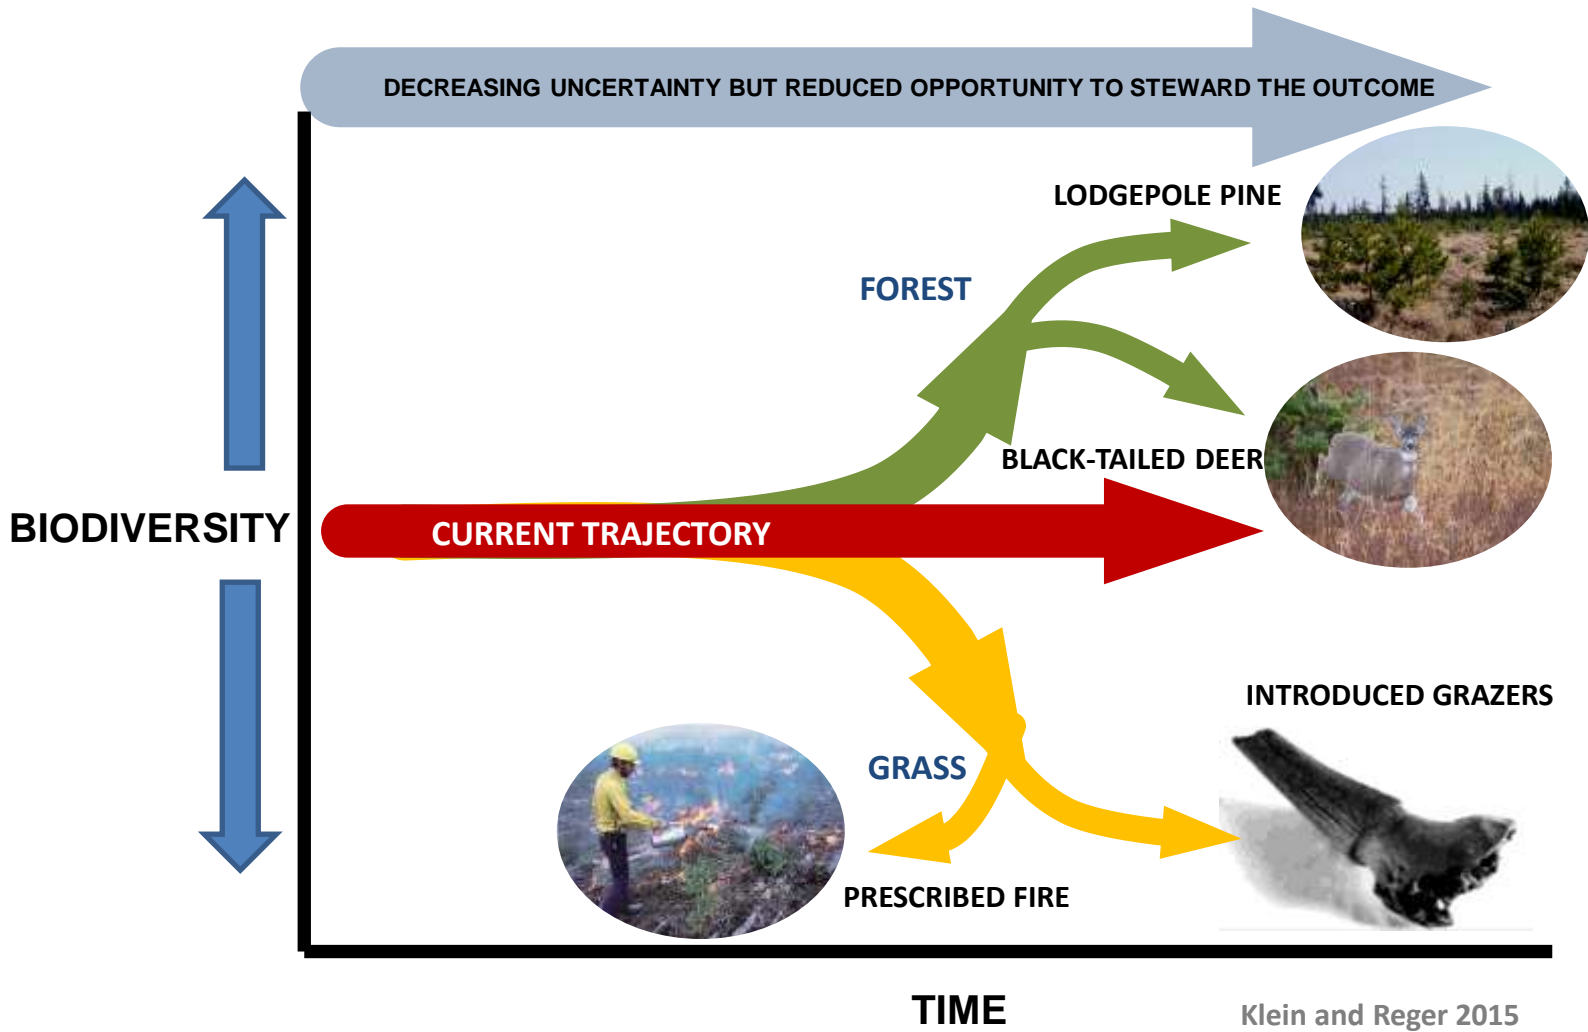 DECREASING UNCERTAINTY BUT REDUCED OPPORTUNITY TO STEWARD THE OUTCOME
LODGEPOLE PINE
FOREST
BLACK-TAILED DEER
BIODIVERSITY
CURRENT TRAJECTORY
INTRODUCED GRAZERS
GRASS
PRESCRIBED FIRE
TIME
Klein and Reger 2015